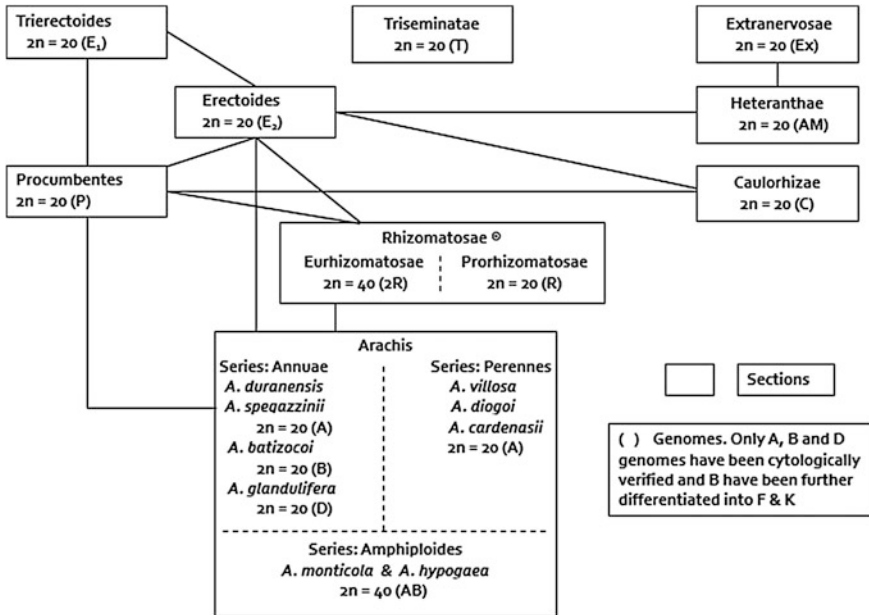 Trierectoides
2n = 20 (E₁)
Triseminatae
2n = 20 (T)
Extranervosae
2n = 20 (Ex)
Erectoides
2n = 20 (E₂)
Heteranthae
2n = 20 (AM)
Procumbentes
2n = 20 (P)
Caulorhizae
2n = 20 (C)
Rhizomatosae ®
Eurhizomatosae
2n = 40 (2R)
Prorhizomatosae
2n = 20 (R)
Arachis
Series: Annuae
A. duranensis
A. spegazzinii
2n = 20 (A)
A. batizocoi
2n = 20 (B)
A. glandulifera
2n = 20 (D)
Series: Perennes
A. villosa
A. diogoi
A. cardenasii
2n = 20 (A)
Series: Amphiploides
A. monticola & A. hypogaea
2n = 40 (AB)
Sections
( ) Genomes. Only A, B and D
genomes have been cytologically
verified and B have been further
differentiated into F & K